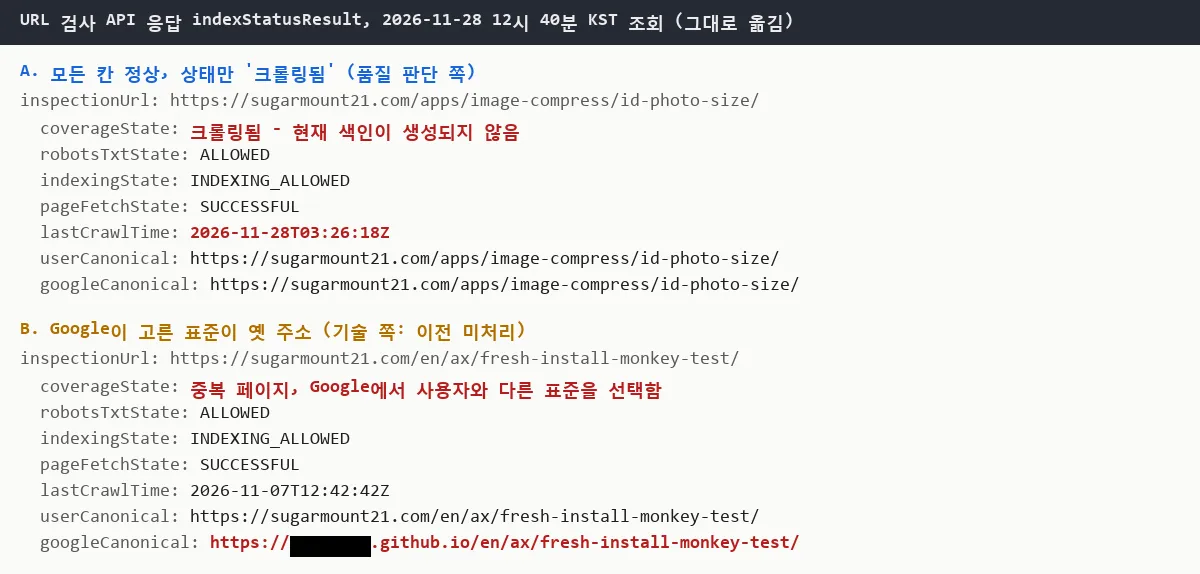 URL 검사 API 응답 indexStatusResult, 2026-11-28 12시 40분 KST 조회 (그대로 옮김)
A. 모든 칸 정상, 상태만 '크롤링됨' (품질 판단 쪽)
inspectionUrl: https://sugarmount21.com/apps/image-compress/id-photo-size/
coverageState: 크롤링됨 - 현재 색인이 생성되지 않음
robotsTxtState: ALLOWED
indexingState: INDEXING_ALLOWED
pageFetchState: SUCCESSFUL
lastCrawlTime: 2026-11-28T03:26:18Z
userCanonical: https://sugarmount21.com/apps/image-compress/id-photo-size/
googleCanonical: https://sugarmount21.com/apps/image-compress/id-photo-size/
B. Google이 고른 표준이 옛 주소 (기술 쪽: 이전 미처리)
inspectionUrl: https://sugarmount21.com/en/ax/fresh-install-monkey-test/
coverageState: 중복 페이지, Google에서 사용자와 다른 표준을 선택함
robotsTxtState: ALLOWED
indexingState: INDEXING_ALLOWED
pageFetchState: SUCCESSFUL
lastCrawlTime: 2026-11-07T12:42:42Z
userCanonical: https://sugarmount21.com/en/ax/fresh-install-monkey-test/
googleCanonical: https:// .github.io/en/ax/fresh-install-monkey-test/